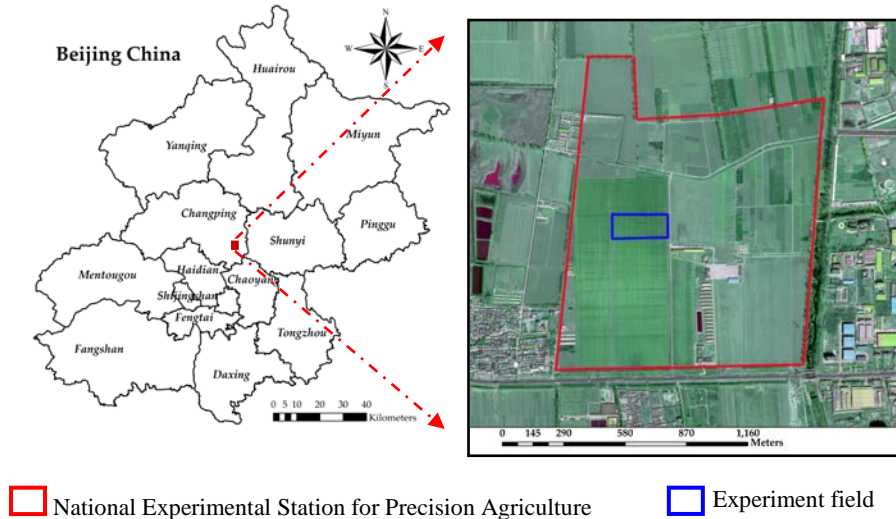 Beijing China
N
W
E
S
Huairou
Yanqing
Miyun
Changping
Shunyi
Pinggu
Mentougou
Haidian
Chaoyang
Shijingshan
Fengtai
Tongzhou
Fangshan
Daxing
0 5 10 20 30 40
Kilometers
0 145 290 580 870 1,160
Meters
National Experimental Station for Precision Agriculture
Experiment field